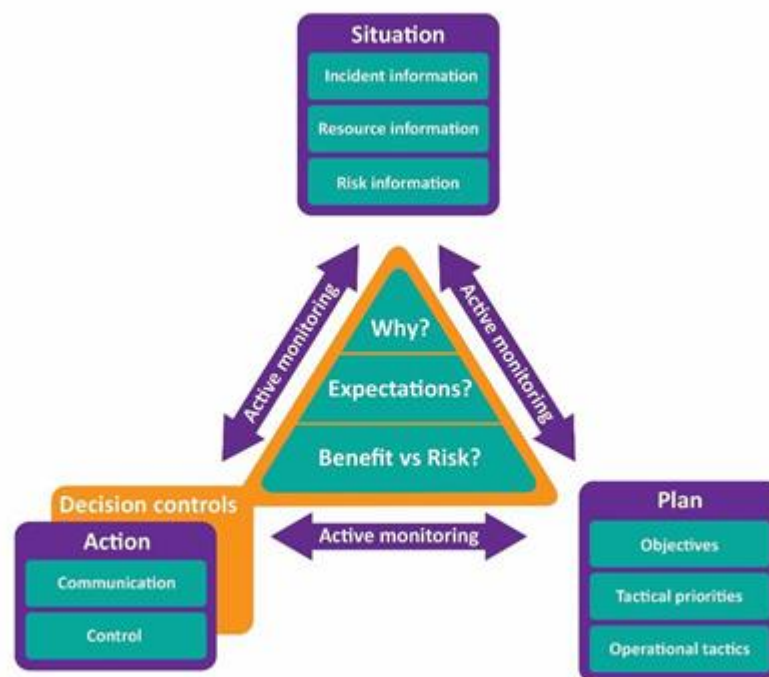 Situation
Incident information
Resource information
Risk information
Active monitoring
Active monitoring
Why?
Expectations?
Benefit vs Risk?
Decision controls
Action
Communication
Control
Active monitoring
Plan
Objectives
Tactical priorities
Operational tactics